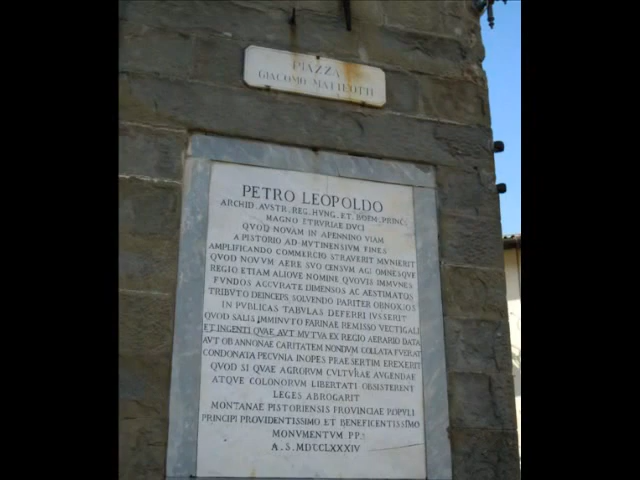 PIAZZA
GIACOMO MATTEOTTI
PETRO LEOPOLDO
ARCHID. AVSTR. REG. HVNG. ET. BOEM. PRINC.
MAGNO ETRVRIAE DVCI
QVOD NOVAM IN APENNINO VIAM
A PISTORIO AD MVTINENSIVM FINES
AMPLIFICANDO COMMERCIO STRAVERIT MVNIERIT
QVOD NOVVM AERE SVO CENSVM AGI OMNESQVE
REGIO ETIAM ALIOVE NOMINE QVOVIS IMMVNES
FVNDOS ACCVRATE DIMENSOS AC AESTIMATOS
TRIBVTO DEINCEPS SOLVENDO PARITER OBNOXIOS
IN PVBLICAS TABVLAS DEFERRI IVSSERIT
QVOD SALIS IMMINVTO FARINAE REMISSO VECTIGALI
ET INGENTI QVAE AVT MVTVA EX REGIO AERARIO DATA
AVT OB ANNONAE CARITATEM NONDVM COLLATA FVERAT
CONDONATA PECVNIA INOPES PRAESERTIM EREXERIT
QVOD SI QVAE AGRORVM CVLTVRAE AVGENDAE
ATQVE COLONORVM LIBERTATI OBSISTERENT
LEGES ABROGARIT
MONTANAE PISTORIENSIS PROVINCIAE POPVLI
PRINCIPI PROVIDENTISSIMO ET BENEFICENTISSIMO
MONVMENTVM PP.
A. S. MDCCLXXXIV